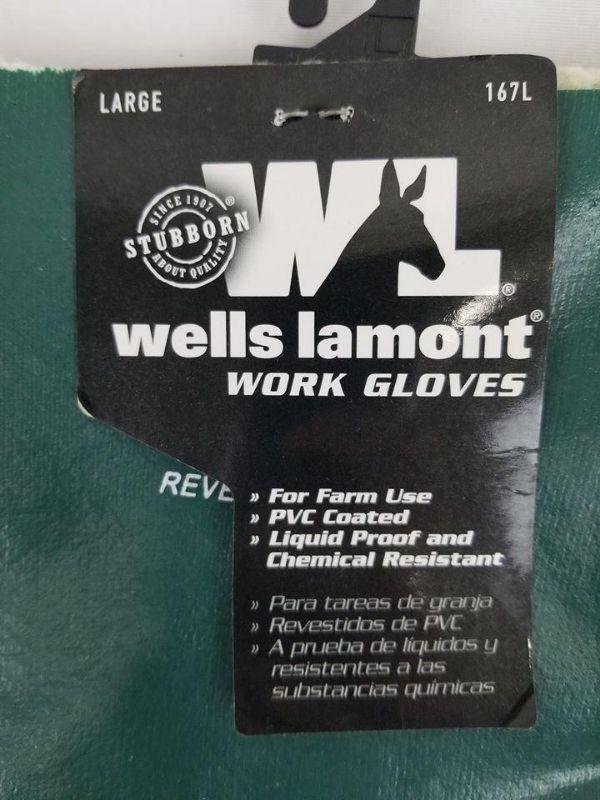 LARGE
167L
SINCE 1907
STUBBORN®
ABOUT QUALITY
WL®
wells lamont®
WORK GLOVES
REVE
» For Farm Use
» PVC Coated
» Liquid Proof and
Chemical Resistant
» Para tareas de granja
» Revestidos de PVC
» A prueba de líquidos y
resistentes a las
substancias químicas